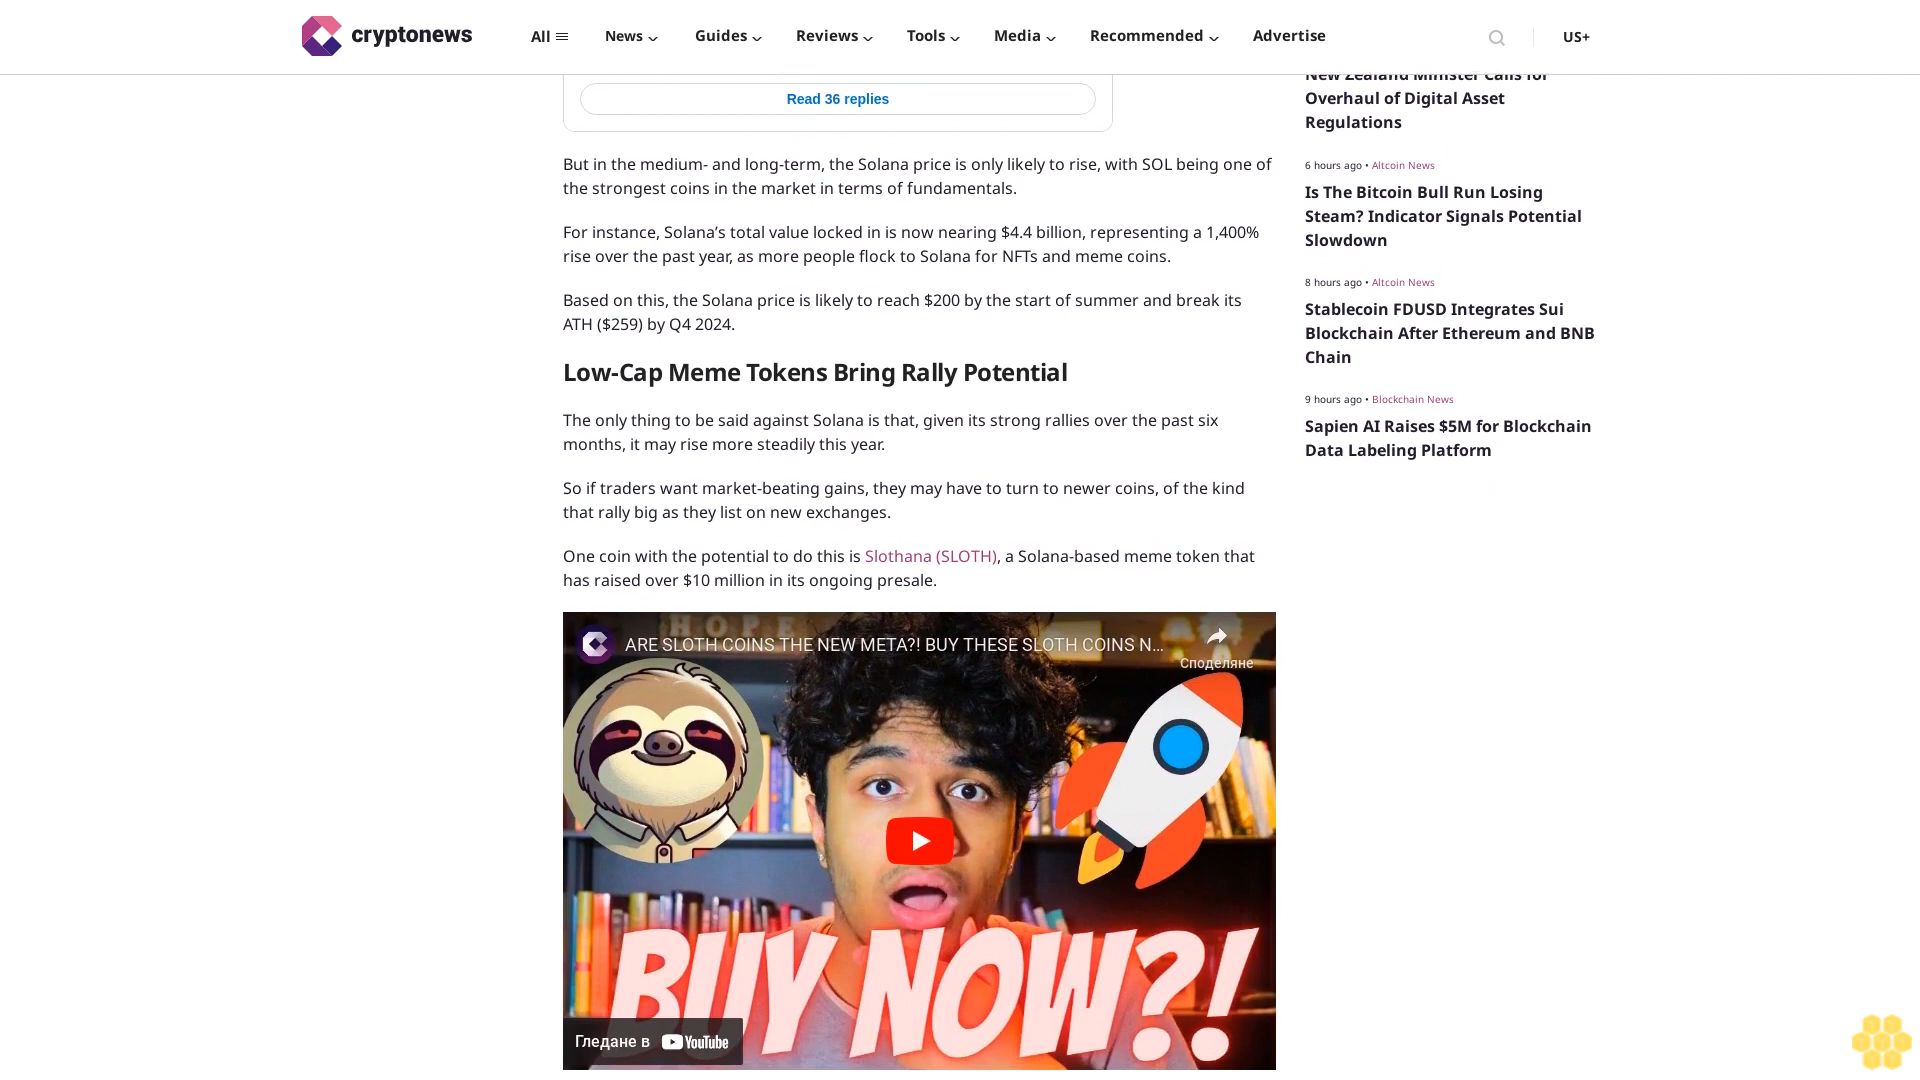 cryptonews
All
News
Guides
Reviews
Tools
Media
Recommended
Advertise
US+
Read 36 replies
But in the medium- and long-term, the Solana price is only likely to rise, with SOL being one of
the strongest coins in the market in terms of fundamentals.
For instance, Solana’s total value locked in is now nearing $4.4 billion, representing a 1,400%
rise over the past year, as more people flock to Solana for NFTs and meme coins.
Based on this, the Solana price is likely to reach $200 by the start of summer and break its
ATH ($259) by Q4 2024.
Low-Cap Meme Tokens Bring Rally Potential
The only thing to be said against Solana is that, given its strong rallies over the past six
months, it may rise more steadily this year.
So if traders want market-beating gains, they may have to turn to newer coins, of the kind
that rally big as they list on new exchanges.
One coin with the potential to do this is Slothana (SLOTH), a Solana-based meme token that
has raised over $10 million in its ongoing presale.
HOPE
ARE SLOTH COINS THE NEW META?! BUY THESE SLOTH COINS N...
Споделяне
BUY NOW?!
Гледане в YouTube
New Zealand Minister Calls for
Overhaul of Digital Asset
Regulations
6 hours ago • Altcoin News
Is The Bitcoin Bull Run Losing
Steam? Indicator Signals Potential
Slowdown
8 hours ago • Altcoin News
Stablecoin FDUSD Integrates Sui
Blockchain After Ethereum and BNB
Chain
9 hours ago • Blockchain News
Sapien AI Raises $5M for Blockchain
Data Labeling Platform